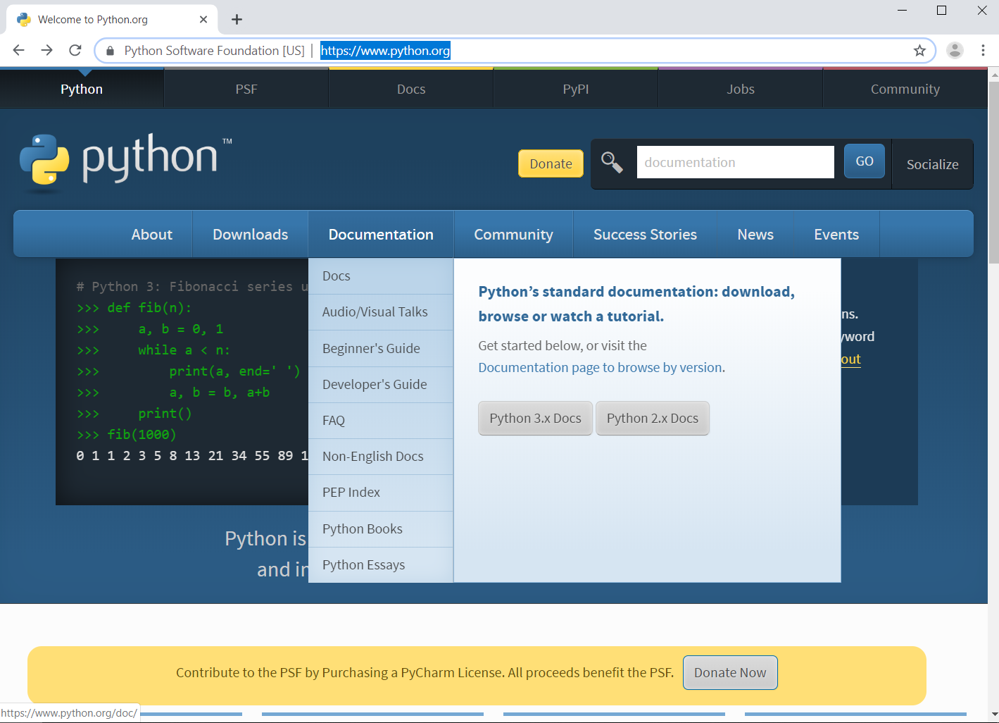 Welcome to Python.org
Python Software Foundation [US] | https://www.python.org
Python PSF Docs PyPI Jobs Community
python™
Donate documentation GO Socialize
About Downloads Documentation Community Success Stories News Events
# Python 3: Fibonacci series u
>>> def fib(n):
>>>     a, b = 0, 1
>>>     while a < n:
>>>         print(a, end=' ')
>>>         a, b = b, a+b
>>>     print()
>>> fib(1000)
0 1 1 2 3 5 8 13 21 34 55 89 1
Docs
Audio/Visual Talks
Beginner's Guide
Developer's Guide
FAQ
Non-English Docs
PEP Index
Python Books
Python Essays
Python’s standard documentation: download,
browse or watch a tutorial.
Get started below, or visit the
Documentation page to browse by version.
Python 3.x Docs Python 2.x Docs
ns.
yword
out
Python is
and in
Contribute to the PSF by Purchasing a PyCharm License. All proceeds benefit the PSF. Donate Now
https://www.python.org/doc/